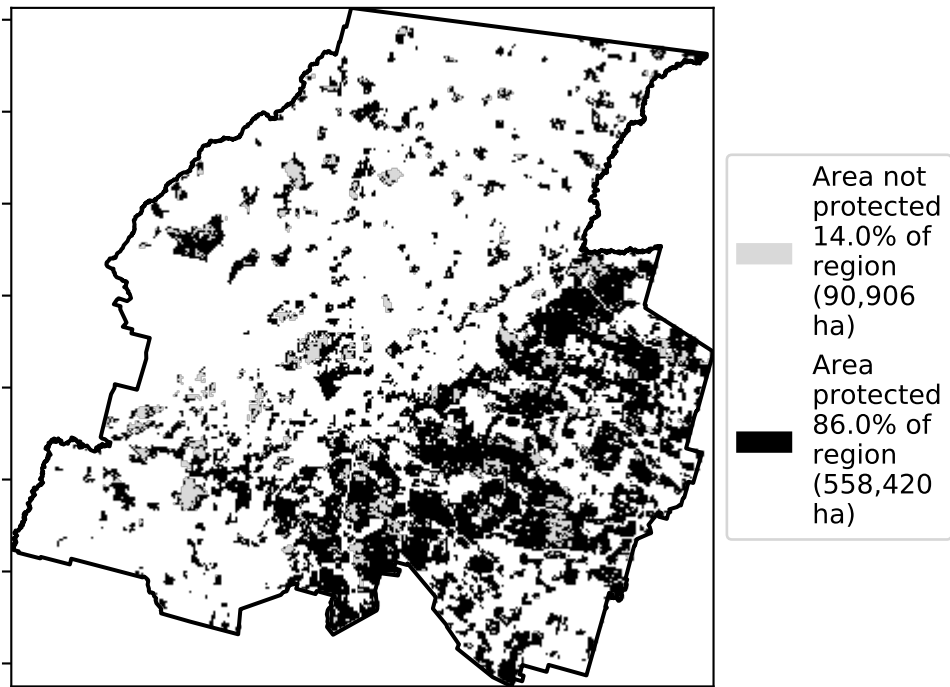 Area not
protected
14.0% of
region
(90,906
ha)
Area
protected
86.0% of
region
(558,420
ha)